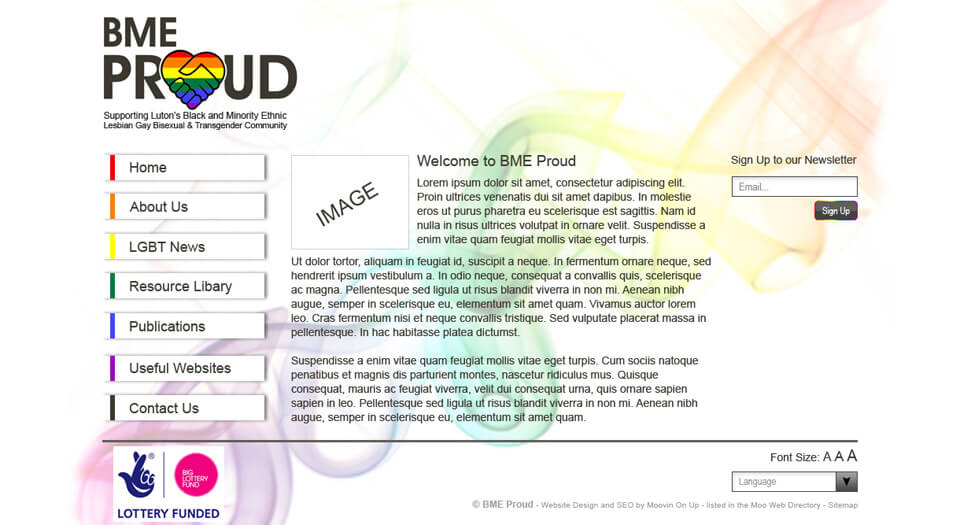 BME
PROUD
Supporting Luton's Black and Minority Ethnic
Lesbian Gay Bisexual & Transgender Community
Home
About Us
LGBT News
Resource Libary
Publications
Useful Websites
Contact Us
IMAGE
Welcome to BME Proud
Lorem ipsum dolor sit amet, consectetur adipiscing elit.
Proin ultrices venenatis dui sit amet dapibus. In molestie
eros ut purus pharetra eu scelerisque est sagittis. Nam id
nulla in risus ultrices volutpat in ornare velit. Suspendisse a
enim vitae quam feugiat mollis vitae eget turpis.
Ut dolor tortor, aliquam in feugiat id, suscipit a neque. In fermentum ornare neque, sed
hendrerit ipsum vestibulum a. In odio neque, consequat a convallis quis, scelerisque
ac magna. Pellentesque sed ligula ut risus blandit viverra in non mi. Aenean nibh
augue, semper in scelerisque eu, elementum sit amet quam. Vivamus auctor lorem
leo. Cras fermentum nisi et neque convallis tristique. Sed vulputate placerat massa in
pellentesque. In hac habitasse platea dictumst.
Suspendisse a enim vitae quam feugiat mollis vitae eget turpis. Cum sociis natoque
penatibus et magnis dis parturient montes, nascetur ridiculus mus. Quisque
consequat, mauris ac feugiat viverra, velit dui consequat urna, quis ornare sapien
sapien in leo. Pellentesque sed ligula ut risus blandit viverra in non mi. Aenean nibh
augue, semper in scelerisque eu, elementum sit amet quam.
Sign Up to our Newsletter
Email...
Sign Up
BIG
LOTTERY
FUND
LOTTERY FUNDED
Font Size: A A A
Language
© BME Proud - Website Design and SEO by Moovin On Up - listed in the Moo Web Directory - Sitemap